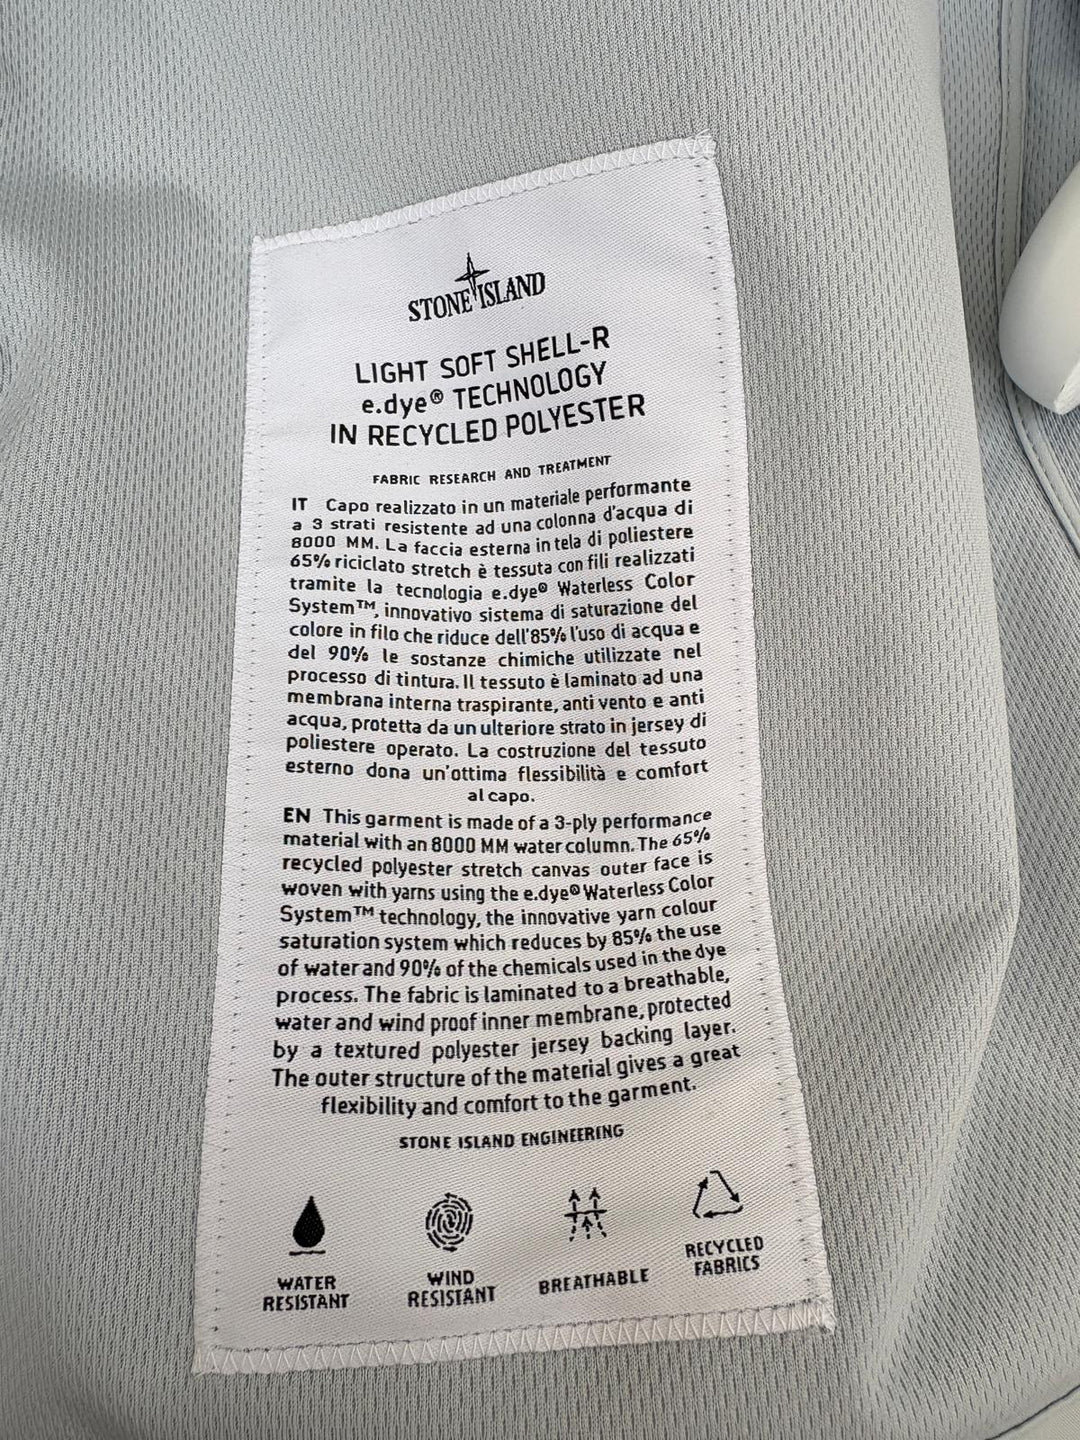 STONE ISLAND
LIGHT SOFT SHELL-R
e.dye® TECHNOLOGY
IN RECYCLED POLYESTER
FABRIC RESEARCH AND TREATMENT
IT Capo realizzato in un materiale performante
a 3 strati resistente ad una colonna d'acqua di
8000 MM. La faccia esterna in tela di poliestere
65% riciclato stretch è tessuta con fili realizzati
tramite la tecnologia e.dye® Waterless Color
System™, innovativo sistema di saturazione del
colore in filo che riduce dell'85% l'uso di acqua e
del 90% le sostanze chimiche utilizzate nel
processo di tintura. Il tessuto è laminato ad una
membrana interna traspirante, anti vento e anti
acqua, protetta da un ulteriore strato in jersey di
poliestere operato. La costruzione del tessuto
esterno dona un'ottima flessibilità e comfort
al capo.
EN This garment is made of a 3-ply performance
material with an 8000 MM water column. The 65%
recycled polyester stretch canvas outer face is
woven with yarns using the e.dye® Waterless Color
System™ technology, the innovative yarn colour
saturation system which reduces by 85% the use
of water and 90% of the chemicals used in the dye
process. The fabric is laminated to a breathable,
water and wind proof inner membrane, protected
by a textured polyester jersey backing layer.
The outer structure of the material gives a great
flexibility and comfort to the garment.
STONE ISLAND ENGINEERING
WATER
RESISTANT
WIND
RESISTANT
BREATHABLE
RECYCLED
FABRICS